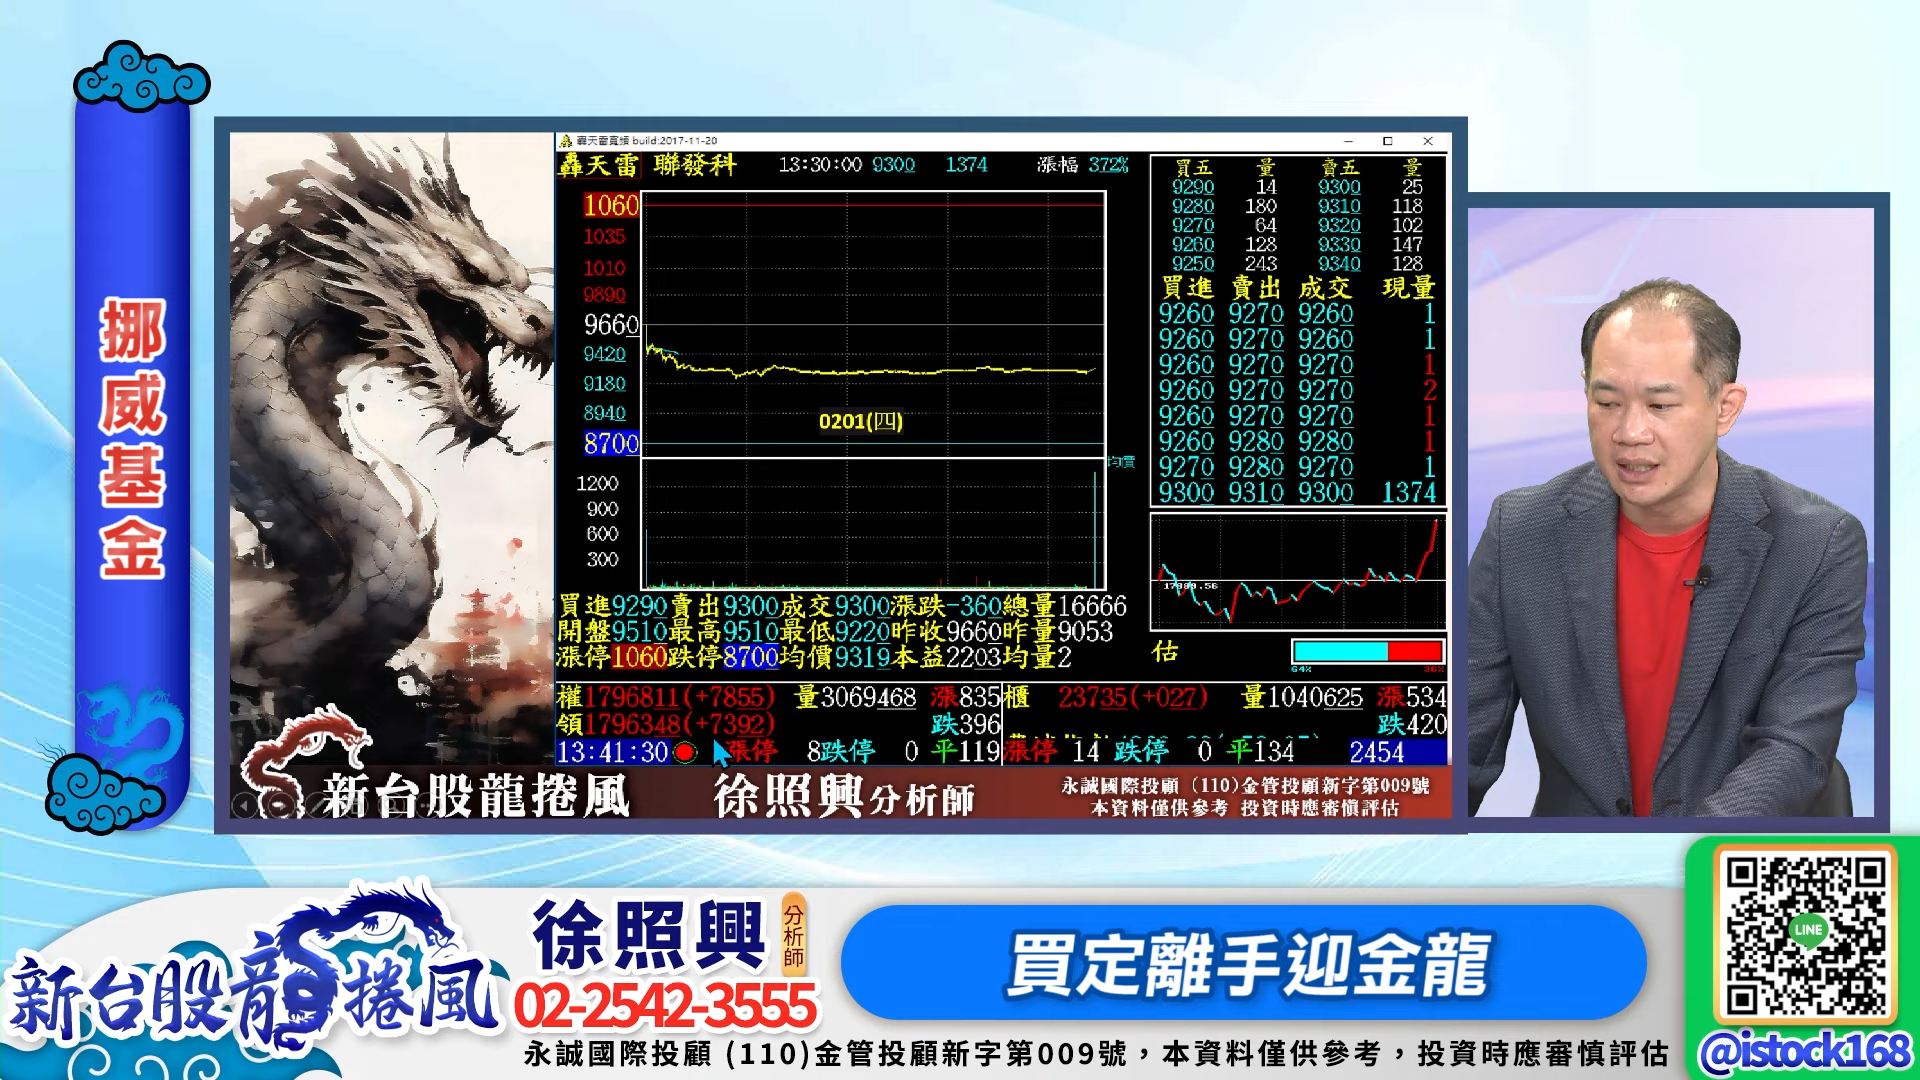 挪威基金
轟天雷寬頻 build:2017-11-20
轟天雷 聯發科 13:30:00 9300 1374 漲幅 372%
1060
1035
1010
9890
9660
9420
9180
8940
8700
0201(四)
均價
1200
900
600
300
買五 量 賣五 量
9290 14 9300 25
9280 180 9310 118
9270 64 9320 102
9260 128 9330 147
9250 243 9340 128
買進 賣出 成交 現量
9260 9270 9260 1
9260 9270 9260 1
9260 9270 9270 1
9260 9270 9270 2
9260 9270 9270 1
9260 9280 9280 1
9270 9280 9270 1
9300 9310 9300 1374
估
64% 36%
買進9290賣出9300成交9300漲跌-360總量16666
開盤9510最高9510最低9220昨收9660昨量9053
漲停1060跌停8700均價9319本益2203均量2
權1796811(+7855) 量3069468 漲835 櫃 23735(+027) 量1040625 漲534
領1796348(+7392) 跌396 跌420
13:41:30 漲停 8跌停 0 平119 漲停 14 跌停 0 平134 2454
新台股龍捲風 徐照興分析師
永誠國際投顧 (110)金管投顧新字第009號
本資料僅供參考 投資時應審慎評估
新台股龍捲風
徐照興 分析師
02-2542-3555
買定離手迎金龍
LINE
@istock168
永誠國際投顧 (110)金管投顧新字第009號，本資料僅供參考，投資時應審慎評估